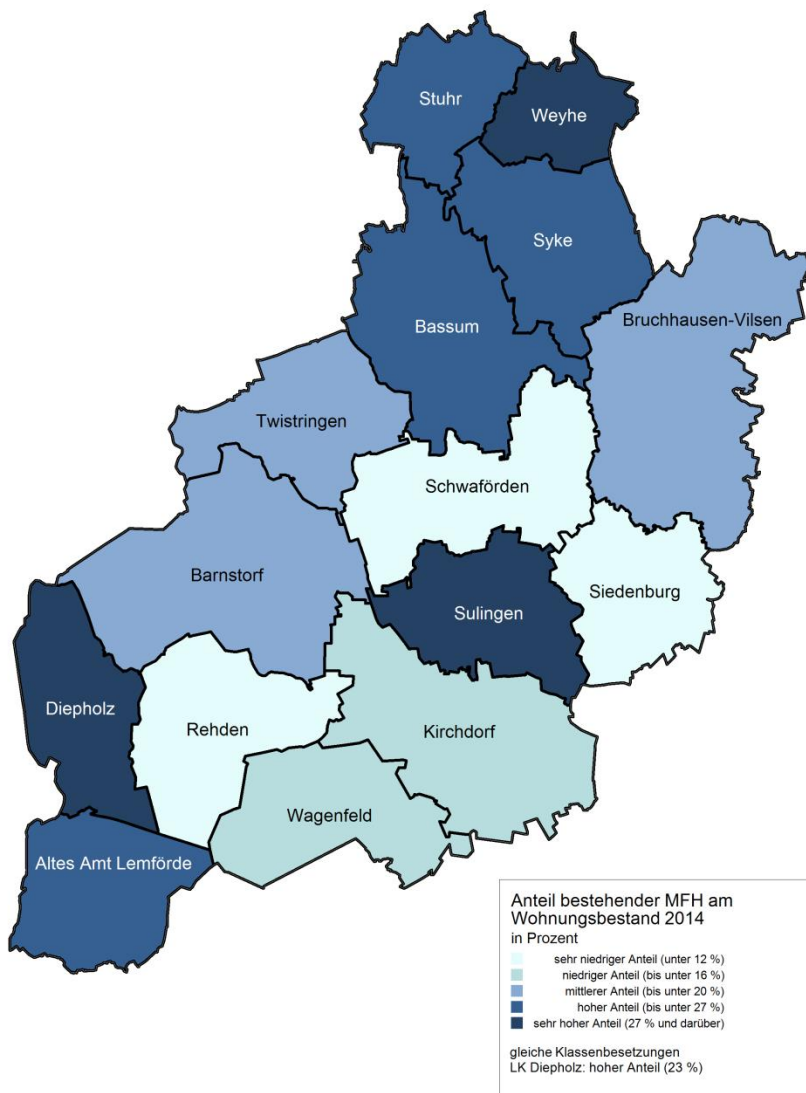 Stuhr
Weyhe
Syke
Bruchhausen-Vilsen
Bassum
Twistringen
Schwaförden
Barnstorf
Siedenburg
Sulingen
Diepholz
Rehden
Kirchdorf
Wagenfeld
Altes Amt Lemförde
Anteil bestehender MFH am
Wohnungsbestand 2014
in Prozent
sehr niedriger Anteil (unter 12 %)
niedriger Anteil (bis unter 16 %)
mittlerer Anteil (bis unter 20 %)
hoher Anteil (bis unter 27 %)
sehr hoher Anteil (27 % und darüber)
gleiche Klassenbesetzungen
LK Diepholz: hoher Anteil (23 %)